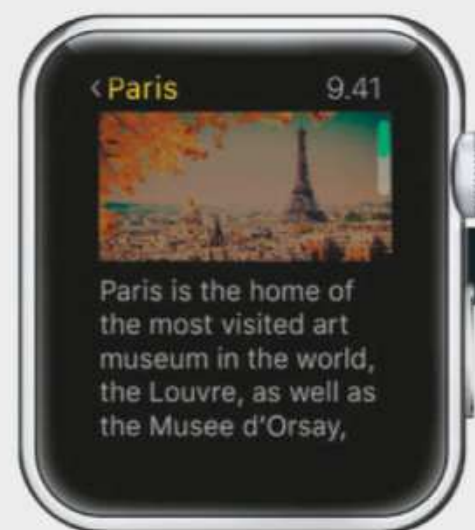 < Paris 9.41
Paris is the home of
the most visited art
museum in the world,
the Louvre, as well as
the Musee d'Orsay,